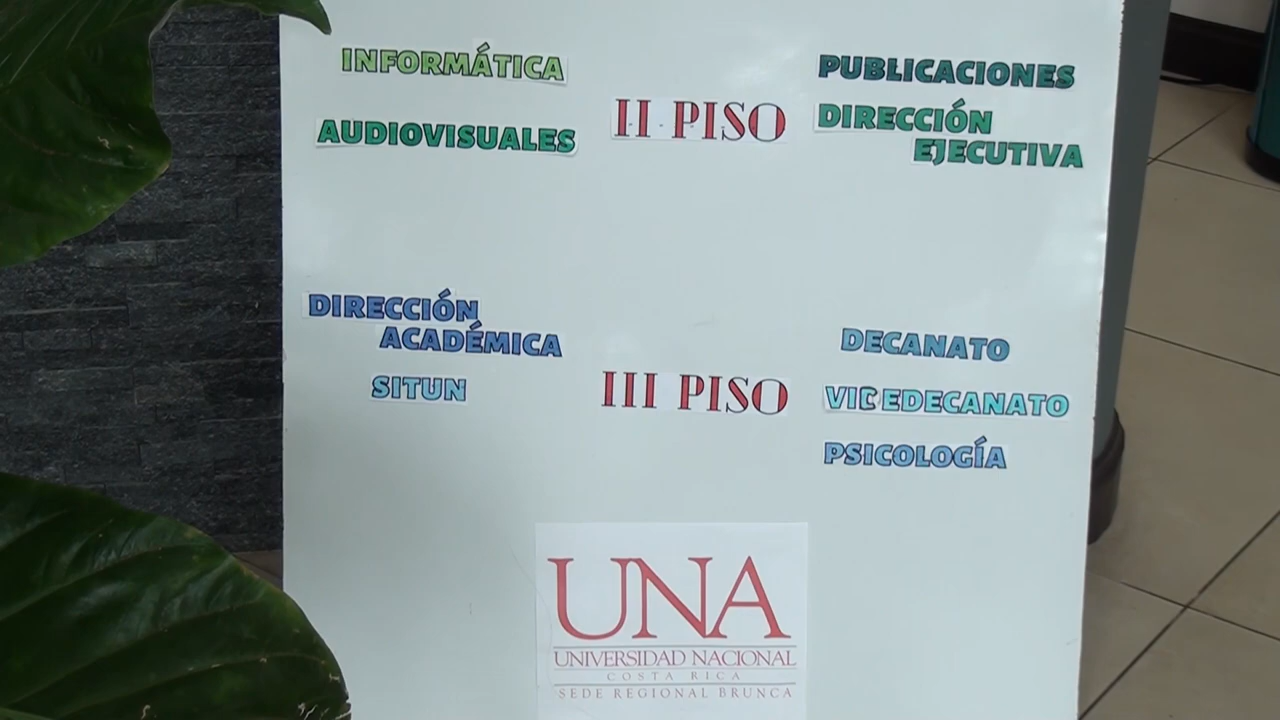 INFORMÁTICA
AUDIOVISUALES
II PISO
PUBLICACIONES
DIRECCIÓN
EJECUTIVA
DIRECCIÓN
ACADÉMICA
SITUN
III PISO
DECANATO
VICEDECANATO
PSICOLOGÍA
UNA
UNIVERSIDAD NACIONAL
COSTA RICA
SEDE REGIONAL BRUNCA